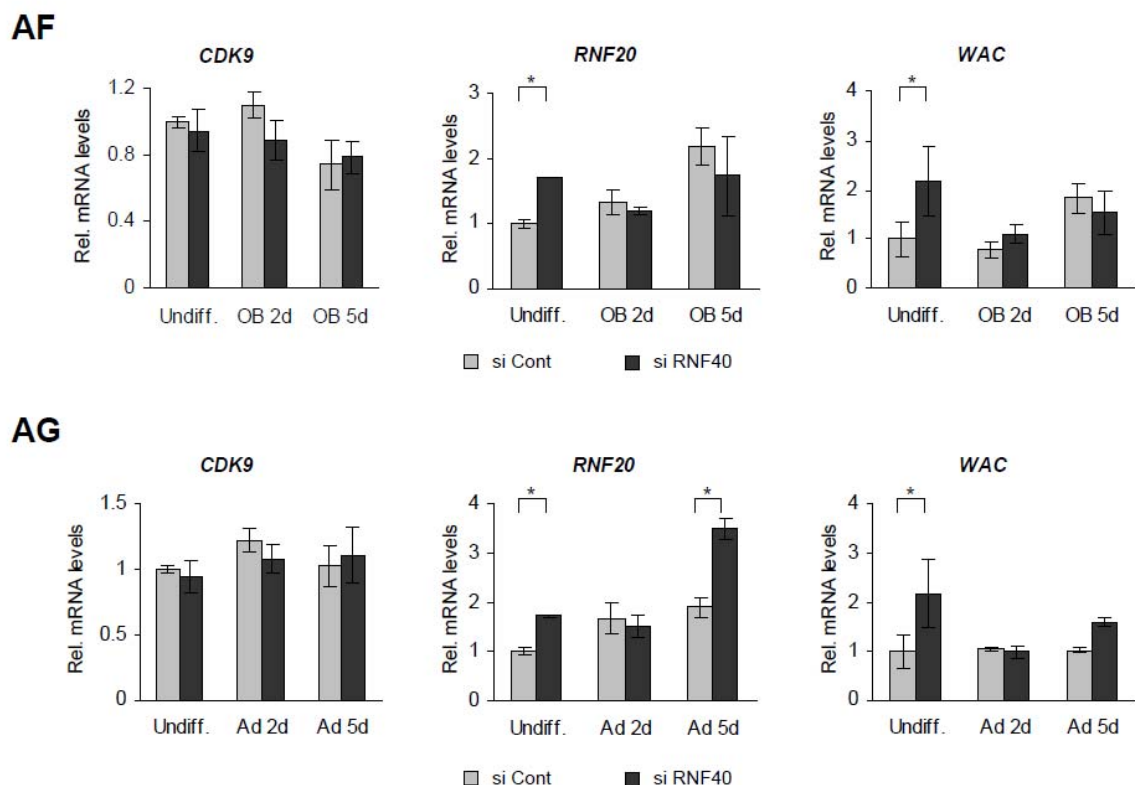 AF
CDK9
Rel. mRNA levels
1.2
0.8
0.4
0
Undiff. OB 2d OB 5d
RNF20
*
Rel. mRNA levels
3
2
1
0
Undiff. OB 2d OB 5d
WAC
*
Rel. mRNA levels
4
3
2
1
0
Undiff. OB 2d OB 5d
si Cont si RNF40
AG
CDK9
Rel. mRNA levels
1.5
1
0.5
0
Undiff. Ad 2d Ad 5d
RNF20
* *
Rel. mRNA levels
4
3
2
1
0
Undiff. Ad 2d Ad 5d
WAC
*
Rel. mRNA levels
4
3
2
1
0
Undiff. Ad 2d Ad 5d
si Cont si RNF40